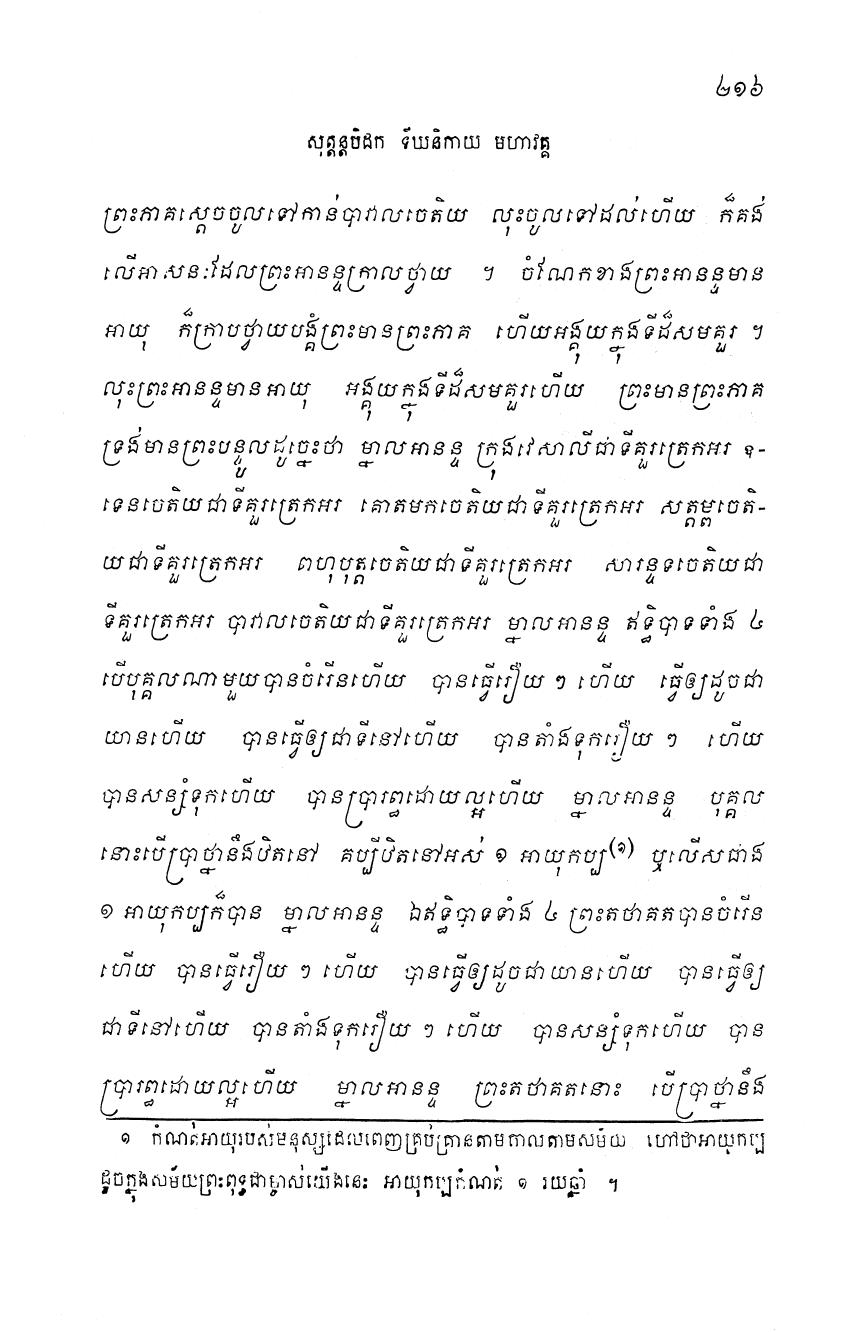 ២១៦
សុត្តន្តបិដក ទីឃនិកាយ មហាវគ្គ
ព្រះភាគស្តេចចូលទៅកាន់បាវាលចេតិយ លុះចូលទៅដល់ហើយ ក៏គង់
លើអាសនៈដែលព្រះអានន្ទក្រាលថ្វាយ ។ ចំណែកខាងព្រះអានន្ទមាន
អាយុ ក៏ក្រាបថ្វាយបង្គំព្រះមានព្រះភាគ ហើយអង្គុយក្នុងទីដ៏សមគួរ ។
លុះព្រះអានន្ទមានអាយុ អង្គុយក្នុងទីដ៏សមគួរហើយ ព្រះមានព្រះភាគ
ទ្រង់មានព្រះបន្ទូលដូច្នេះថា ម្នាលអានន្ទ ក្រុងវេសាលីជាទីគួរត្រេកអរ ឧ-
ទេនចេតិយជាទីគួរត្រេកអរ គោតមកចេតិយជាទីគួរត្រេកអរ សត្តម្ពចេតិ-
យជាទីគួរត្រេកអរ ពហុបុត្តចេតិយជាទីគួរត្រេកអរ សារន្ទទចេតិយជា
ទីគួរត្រេកអរ បាវាលចេតិយជាទីគួរត្រេកអរ ម្នាលអានន្ទ ឥទ្ធិបាទទាំង ៤
បើបុគ្គលណាមួយបានចំរើនហើយ បានធ្វើរឿយ ៗ ហើយ ធ្វើឲ្យដូចជា
យានហើយ បានធ្វើឲ្យជាទីនៅហើយ បានតាំងទុករឿយ ៗ ហើយ
បានសន្សំទុកហើយ បានប្រារព្ធដោយល្អហើយ ម្នាលអានន្ទ បុគ្គល
នោះបើប្រាថ្នានឹងឋិតនៅ គប្បីឋិតនៅអស់ ១ អាយុកប្ប(១) ឬលើសជាង
១ អាយុកប្បក៏បាន ម្នាលអានន្ទ ឯឥទ្ធិបាទទាំង ៤ ព្រះតថាគតបានចំរើន
ហើយ បានធ្វើរឿយ ៗ ហើយ បានធ្វើឲ្យដូចជាយានហើយ បានធ្វើឲ្យ
ជាទីនៅហើយ បានតាំងទុករឿយ ៗ ហើយ បានសន្សំទុកហើយ បាន
ប្រារព្ធដោយល្អហើយ ម្នាលអានន្ទ ព្រះតថាគតនោះ បើប្រាថ្នានឹង
១ កំណត់អាយុរបស់មនុស្សដែលពេញគ្រប់គ្រាន់តាមកាលតាមសម័យ ហៅថាអាយុកប្ប
ដូចក្នុងសម័យព្រះពុទ្ធជាម្ចាស់យើងនេះ អាយុកប្បកំណត់ ១ រយឆ្នាំ ។